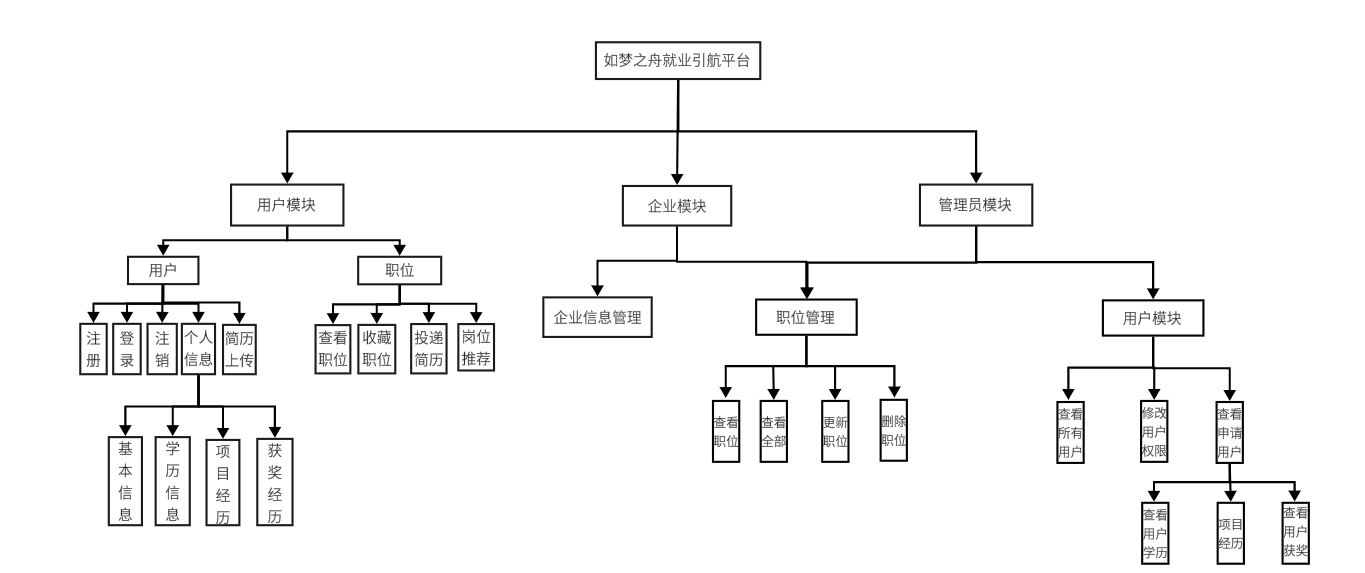 如梦之舟就业引航平台
用户模块
企业模块
管理员模块
用户
职位
企业信息管理
职位管理
用户模块
注
册
登
录
注
销
个人
信息
简历
上传
查看
职位
收藏
职位
投递
简历
岗位
推荐
查看
职位
查看
全部
更新
职位
删除
职位
查看
所有
用户
修改
用户
权限
查看
申请
用户
基
本
信
息
学
历
信
息
项
目
经
历
获
奖
经
历
查看
用户
学历
项目
经历
查看
用户
获奖